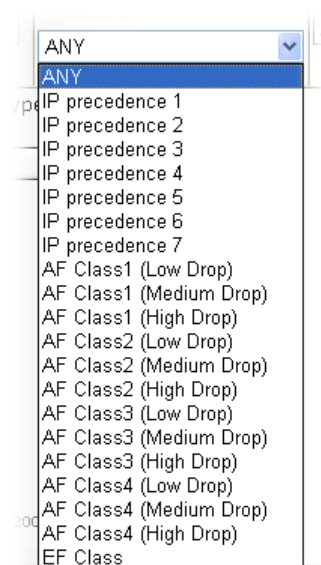 ANY
ANY
IP precedence 1
IP precedence 2
IP precedence 3
IP precedence 4
IP precedence 5
IP precedence 6
IP precedence 7
AF Class1 (Low Drop)
AF Class1 (Medium Drop)
AF Class1 (High Drop)
AF Class2 (Low Drop)
AF Class2 (Medium Drop)
AF Class2 (High Drop)
AF Class3 (Low Drop)
AF Class3 (Medium Drop)
AF Class3 (High Drop)
AF Class4 (Low Drop)
AF Class4 (Medium Drop)
AF Class4 (High Drop)
EF Class